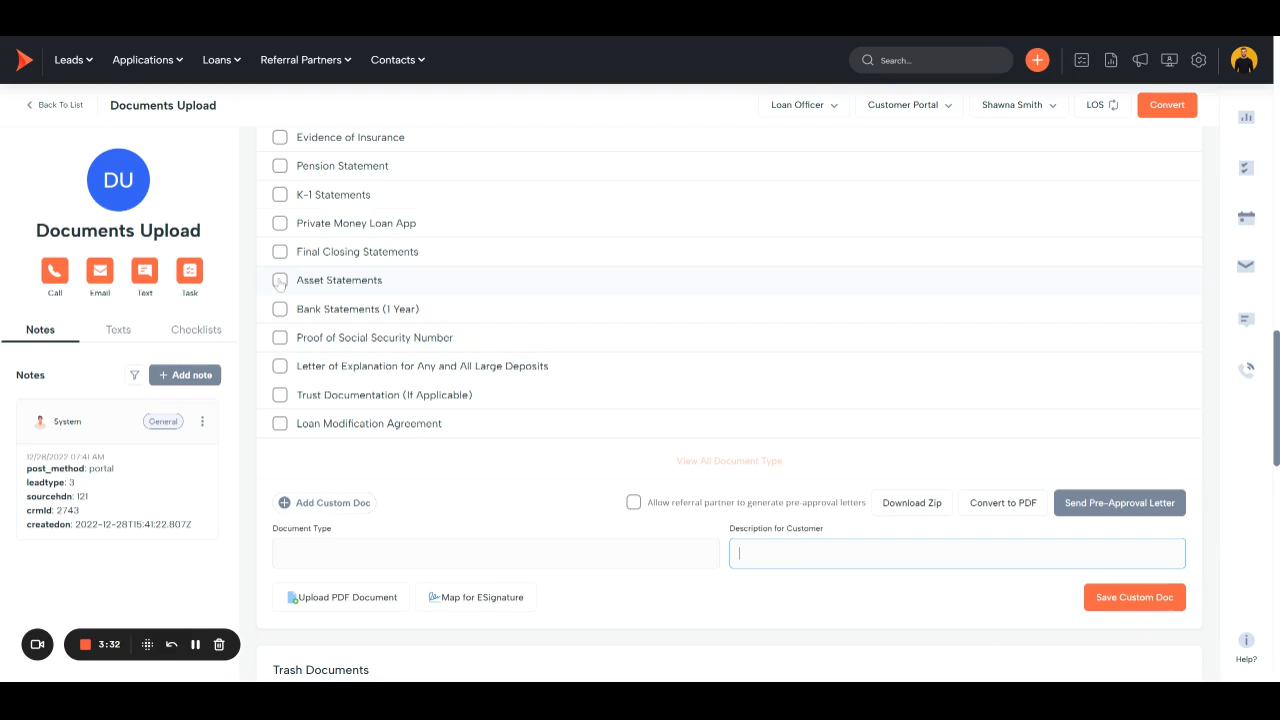 Leads
Applications
Loans
Referral Partners
Contacts
Search...
Back To List
Documents Upload
Loan Officer
Customer Portal
Shawna Smith
LOS
Convert
DU
Documents Upload
Call
Email
Text
Task
Notes
Texts
Checklists
Notes
+ Add note
System
General
12/28/2022 07:41 AM
post_method: portal
leadtype: 3
sourcehdn: 121
crmId: 2743
createdon: 2022-12-28T15:41:22.807Z
3:32
Evidence of Insurance
Pension Statement
K-1 Statements
Private Money Loan App
Final Closing Statements
Asset Statements
Bank Statements (1 Year)
Proof of Social Security Number
Letter of Explanation for Any and All Large Deposits
Trust Documentation (If Applicable)
Loan Modification Agreement
View All Document Type
Add Custom Doc
Allow referral partner to generate pre-approval letters
Download Zip
Convert to PDF
Send Pre-Approval Letter
Document Type
Description for Customer
Upload PDF Document
Map for ESignature
Save Custom Doc
Trash Documents
Help?